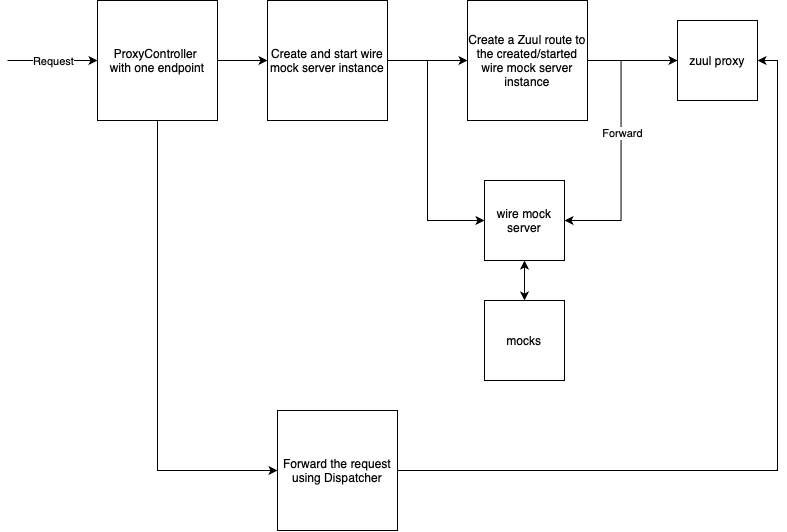 Request
ProxyController
with one endpoint
Create and start wire
mock server instance
Create a Zuul route to
the created/started
wire mock server
instance
zuul proxy
Forward
wire mock
server
mocks
Forward the request
using Dispatcher